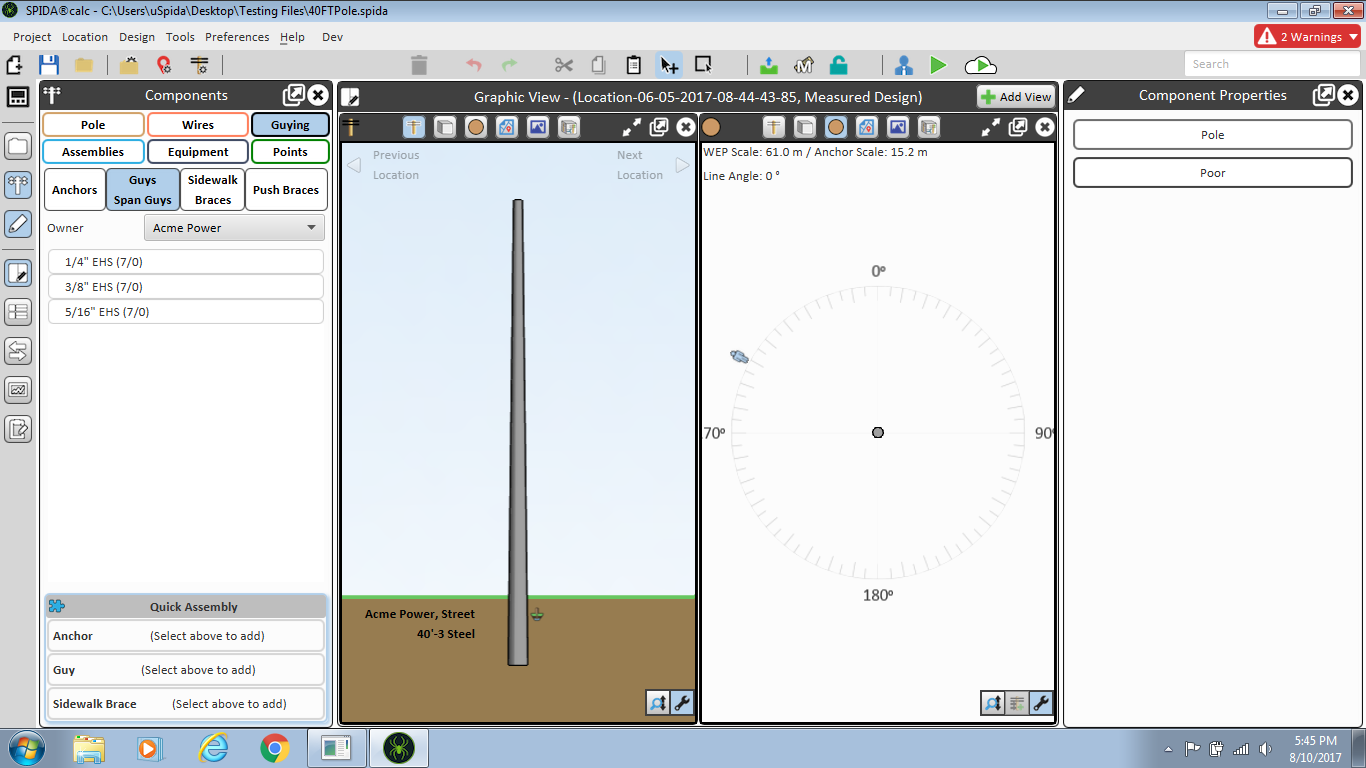 SPIDA®calc - C:\Users\uSpida\Desktop\Testing Files\40FTPole.spida
Project Location Design Tools Preferences Help Dev
2 Warnings
Search
Components
Pole Wires Guying
Assemblies Equipment Points
Anchors
Guys
Span Guys
Sidewalk
Braces
Push Braces
Owner Acme Power
1/4" EHS (7/0)
3/8" EHS (7/0)
5/16" EHS (7/0)
Quick Assembly
Anchor (Select above to add)
Guy (Select above to add)
Sidewalk Brace (Select above to add)
Graphic View - (Location-06-05-2017-08-44-43-85, Measured Design)
Add View
Previous
Location
Next
Location
Acme Power, Street
40'-3 Steel
WEP Scale: 61.0 m / Anchor Scale: 15.2 m
Line Angle: 0 °
0º
70º
90º
180º
Component Properties
Pole
Poor
5:45 PM
8/10/2017